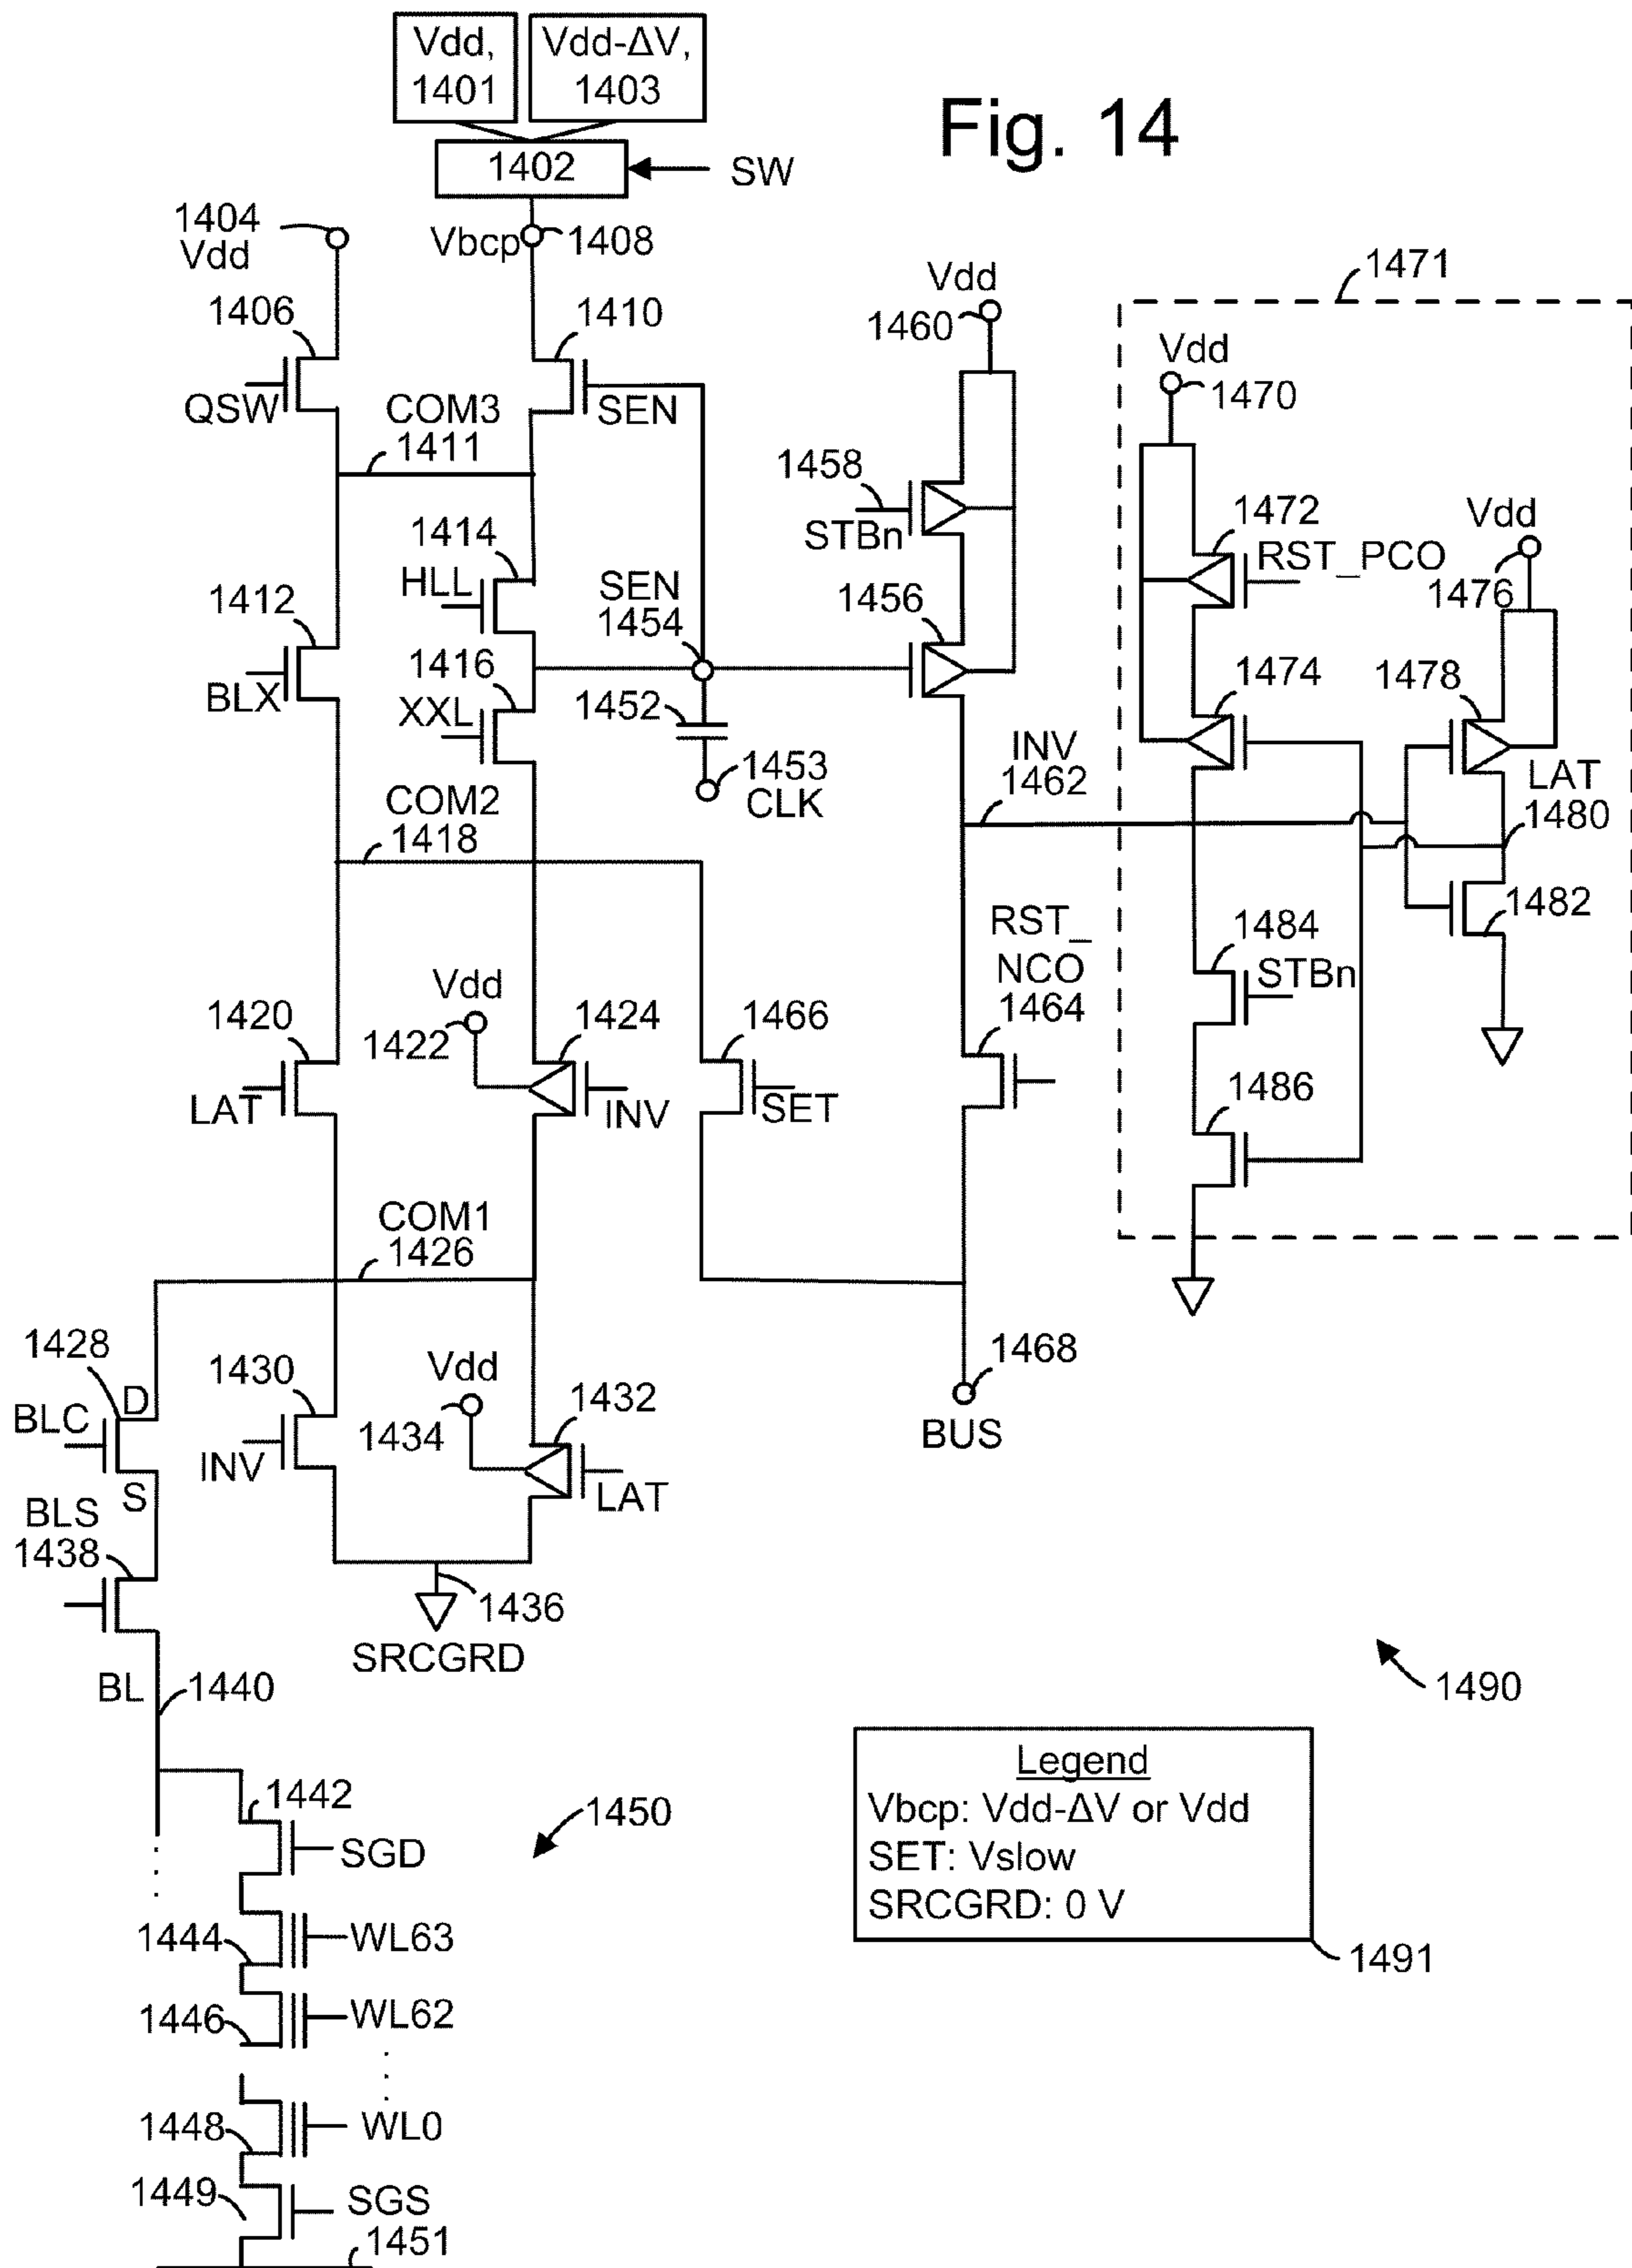 Vdd,
1401
Vdd-ΔV,
1403
Fig. 14
1402
SW
1404
Vdd
Vbcp
1408
1406
QSW
1410
SEN
COM3
1411
Vdd
1460
1471
Vdd
1470
1458
STBn
1472
RST_PCO
Vdd
1476
1414
HLL
1412
BLX
SEN
1454
1456
1416
XXL
1452
1453
CLK
1474
1478
INV
1462
LAT
1480
COM2
1418
1482
RST_
NCO
1464
1484
STBn
Vdd
1422
1420
LAT
1424
INV
1466
SET
1486
COM1
1426
1428
D
BLC
S
1430
INV
Vdd
1434
1432
LAT
1468
BUS
BLS
1438
1436
SRCGRD
BL
1440
1490
1442
SGD
1450
Legend
Vbcp: Vdd-ΔV or Vdd
SET: Vslow
SRCGRD: 0 V
1491
1444
WL63
1446
WL62
1448
WL0
1449
SGS
1451